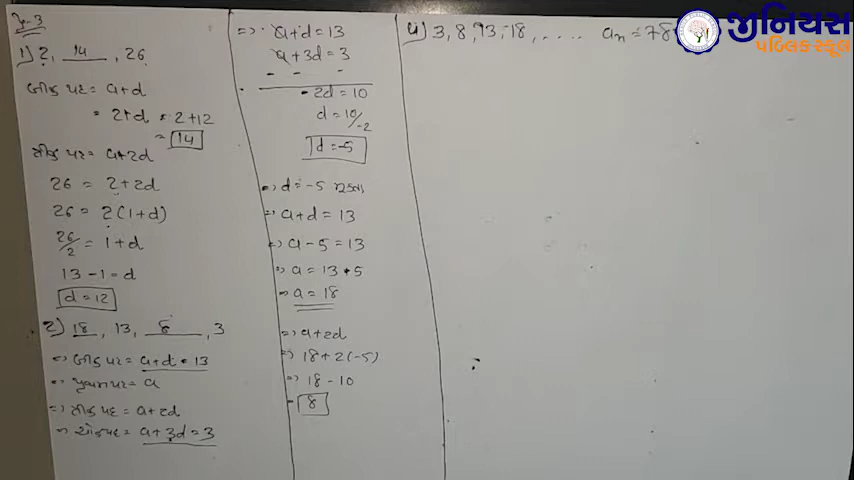 પ્ર-3
1) 2, 14, 26
બીજુ પદ = a+d
= 2+d = 2+12
= 14
ત્રીજુ પદ = a+2d
26 = 2+2d
26 = 2(1+d)
26/2 = 1+d
13-1=d
d=12
2) 18, 13, 8, 3
=) બીજુ પદ = a+d=13
=) પ્રથમ પદ = a
=) ત્રીજુ પદ = a+2d
=) ચોથુ પદ = a+3d=3
=) a+d=13
a+3d=3
- - -
-2d=10
d=10/-2
d=-5
=) d=-5 મૂકતા
=) a+d=13
=) a-5=13
=) a=13+5
=) a=18
=) a+2d
=) 18+2(-5)
=) 18-10
= 8
4) 3, 8, 13, 18, .... an=78
જીનિયસ
પબ્લિક સ્કૂલ